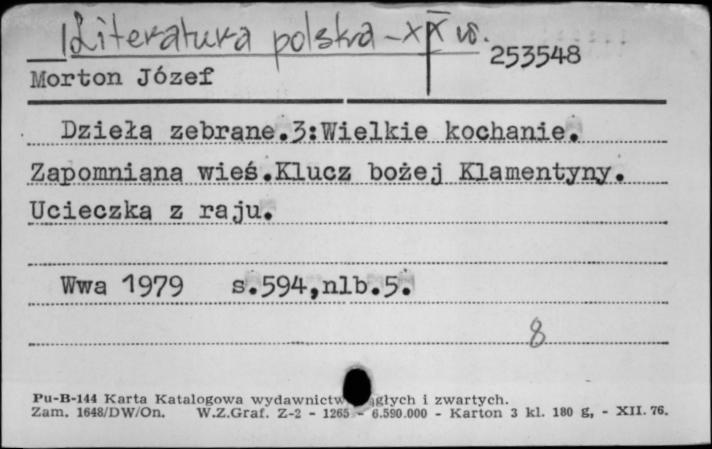 Literatura polska - XX w.
253548
Morton Józef
Dzieła zebrane.3:Wielkie kochanie.
Zapomniana wieś.Klucz bożej Klamentyny.
Ucieczka z raju.
Wwa 1979 s.594,nlb.5.
8
Pu-B-144 Karta Katalogowa wydawnictw ągłych i zwartych.
Zam. 1648/DW/On. W.Z.Graf. Z-2 - 1265 - 6.590.000 - Karton 3 kl. 180 g, - XII. 76.